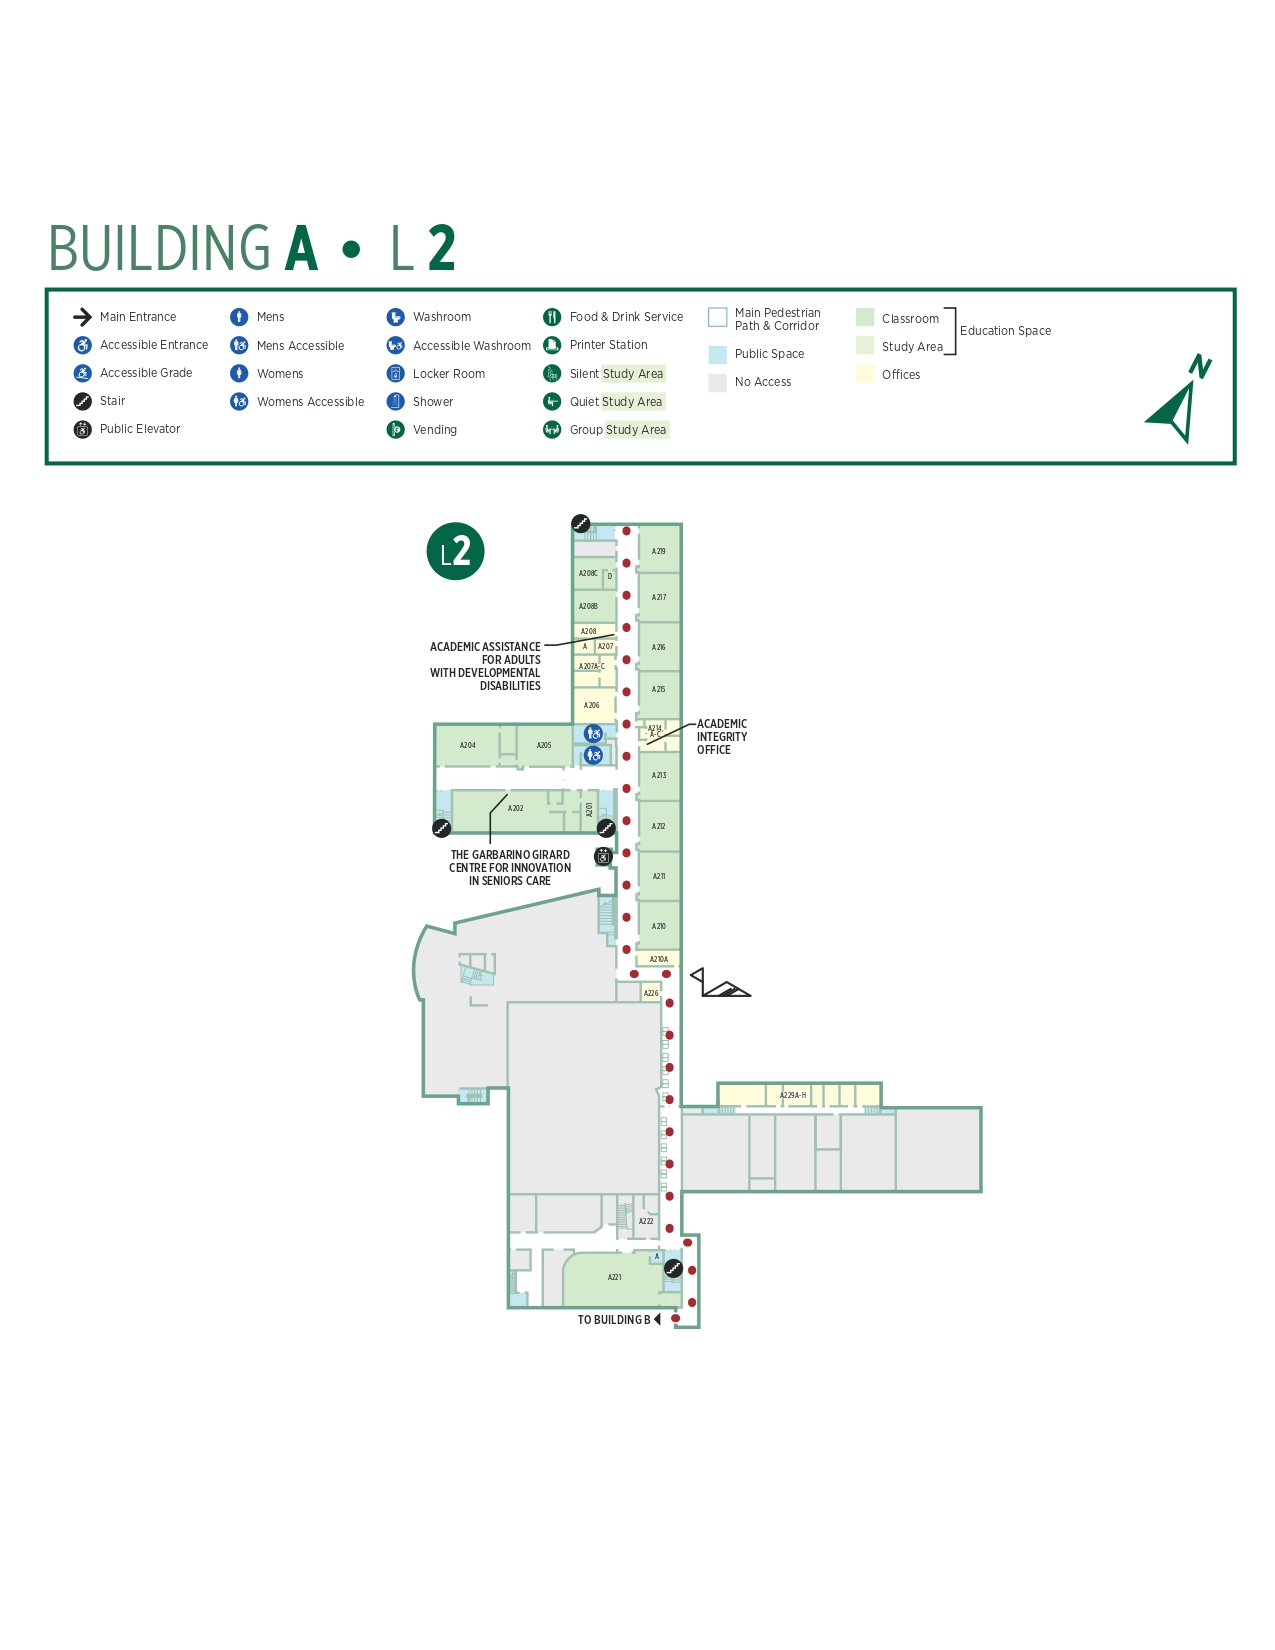 BUILDING A • L 2
Main Entrance
Accessible Entrance
Accessible Grade
Stair
Public Elevator
Mens
Mens Accessible
Womens
Womens Accessible
Washroom
Accessible Washroom
Locker Room
Shower
Vending
Food & Drink Service
Printer Station
Silent Study Area
Quiet Study Area
Group Study Area
Main Pedestrian
Path & Corridor
Public Space
No Access
Classroom
Study Area
Education Space
Offices
N
L2
A219
A208C
D
A217
A208B
A208
ACADEMIC ASSISTANCE
FOR ADULTS
WITH DEVELOPMENTAL
DISABILITIES
A
A207
A216
A207A-C
A215
A206
A214
A-C
ACADEMIC
INTEGRITY
OFFICE
A204
A205
A213
A202
A201
A212
THE GARBARINO GIRARD
CENTRE FOR INNOVATION
IN SENIORS CARE
A211
A210
A210A
A226
A229A-H
A222
A
A221
TO BUILDING B